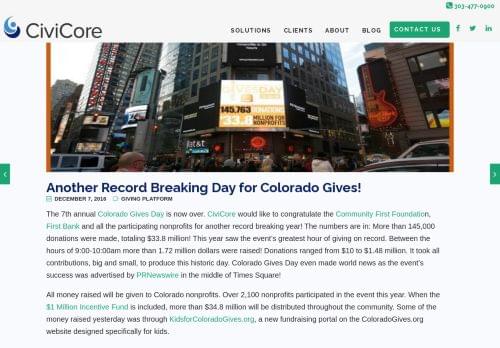 303-477-0900
CiviCore
SOLUTIONS CLIENTS ABOUT BLOG CONTACT US
GIVES
DAY
145,763
DONATIONS
33.8
MILLION FOR
NONPROFITS
at&t
Another Record Breaking Day for Colorado Gives!
DECEMBER 7, 2016 GIVING PLATFORM
The 7th annual Colorado Gives Day is now over. CiviCore would like to congratulate the Community First Foundation,
First Bank and all the participating nonprofits for another record breaking year! The numbers are in: More than 145,000
donations were made, totaling $33.8 million! This year saw the event's greatest hour of giving on record. Between the
hours of 9:00-10:00am more than 1.72 million dollars were raised! Donations ranged from $10 to $1.48 million. It took all
contributions, big and small, to produce this historic day. Colorado Gives Day even made world news as the event's
success was advertised by PRNewswire in the middle of Times Square!
All money raised will be given to Colorado nonprofits. Over 2,100 nonprofits participated in the event this year. When the
$1 Million Incentive Fund is included, more than $34.8 million will be distributed throughout the community. Some of the
money raised yesterday was through KidsforColoradoGives.org, a new fundraising portal on the ColoradoGives.org
website designed specifically for kids.